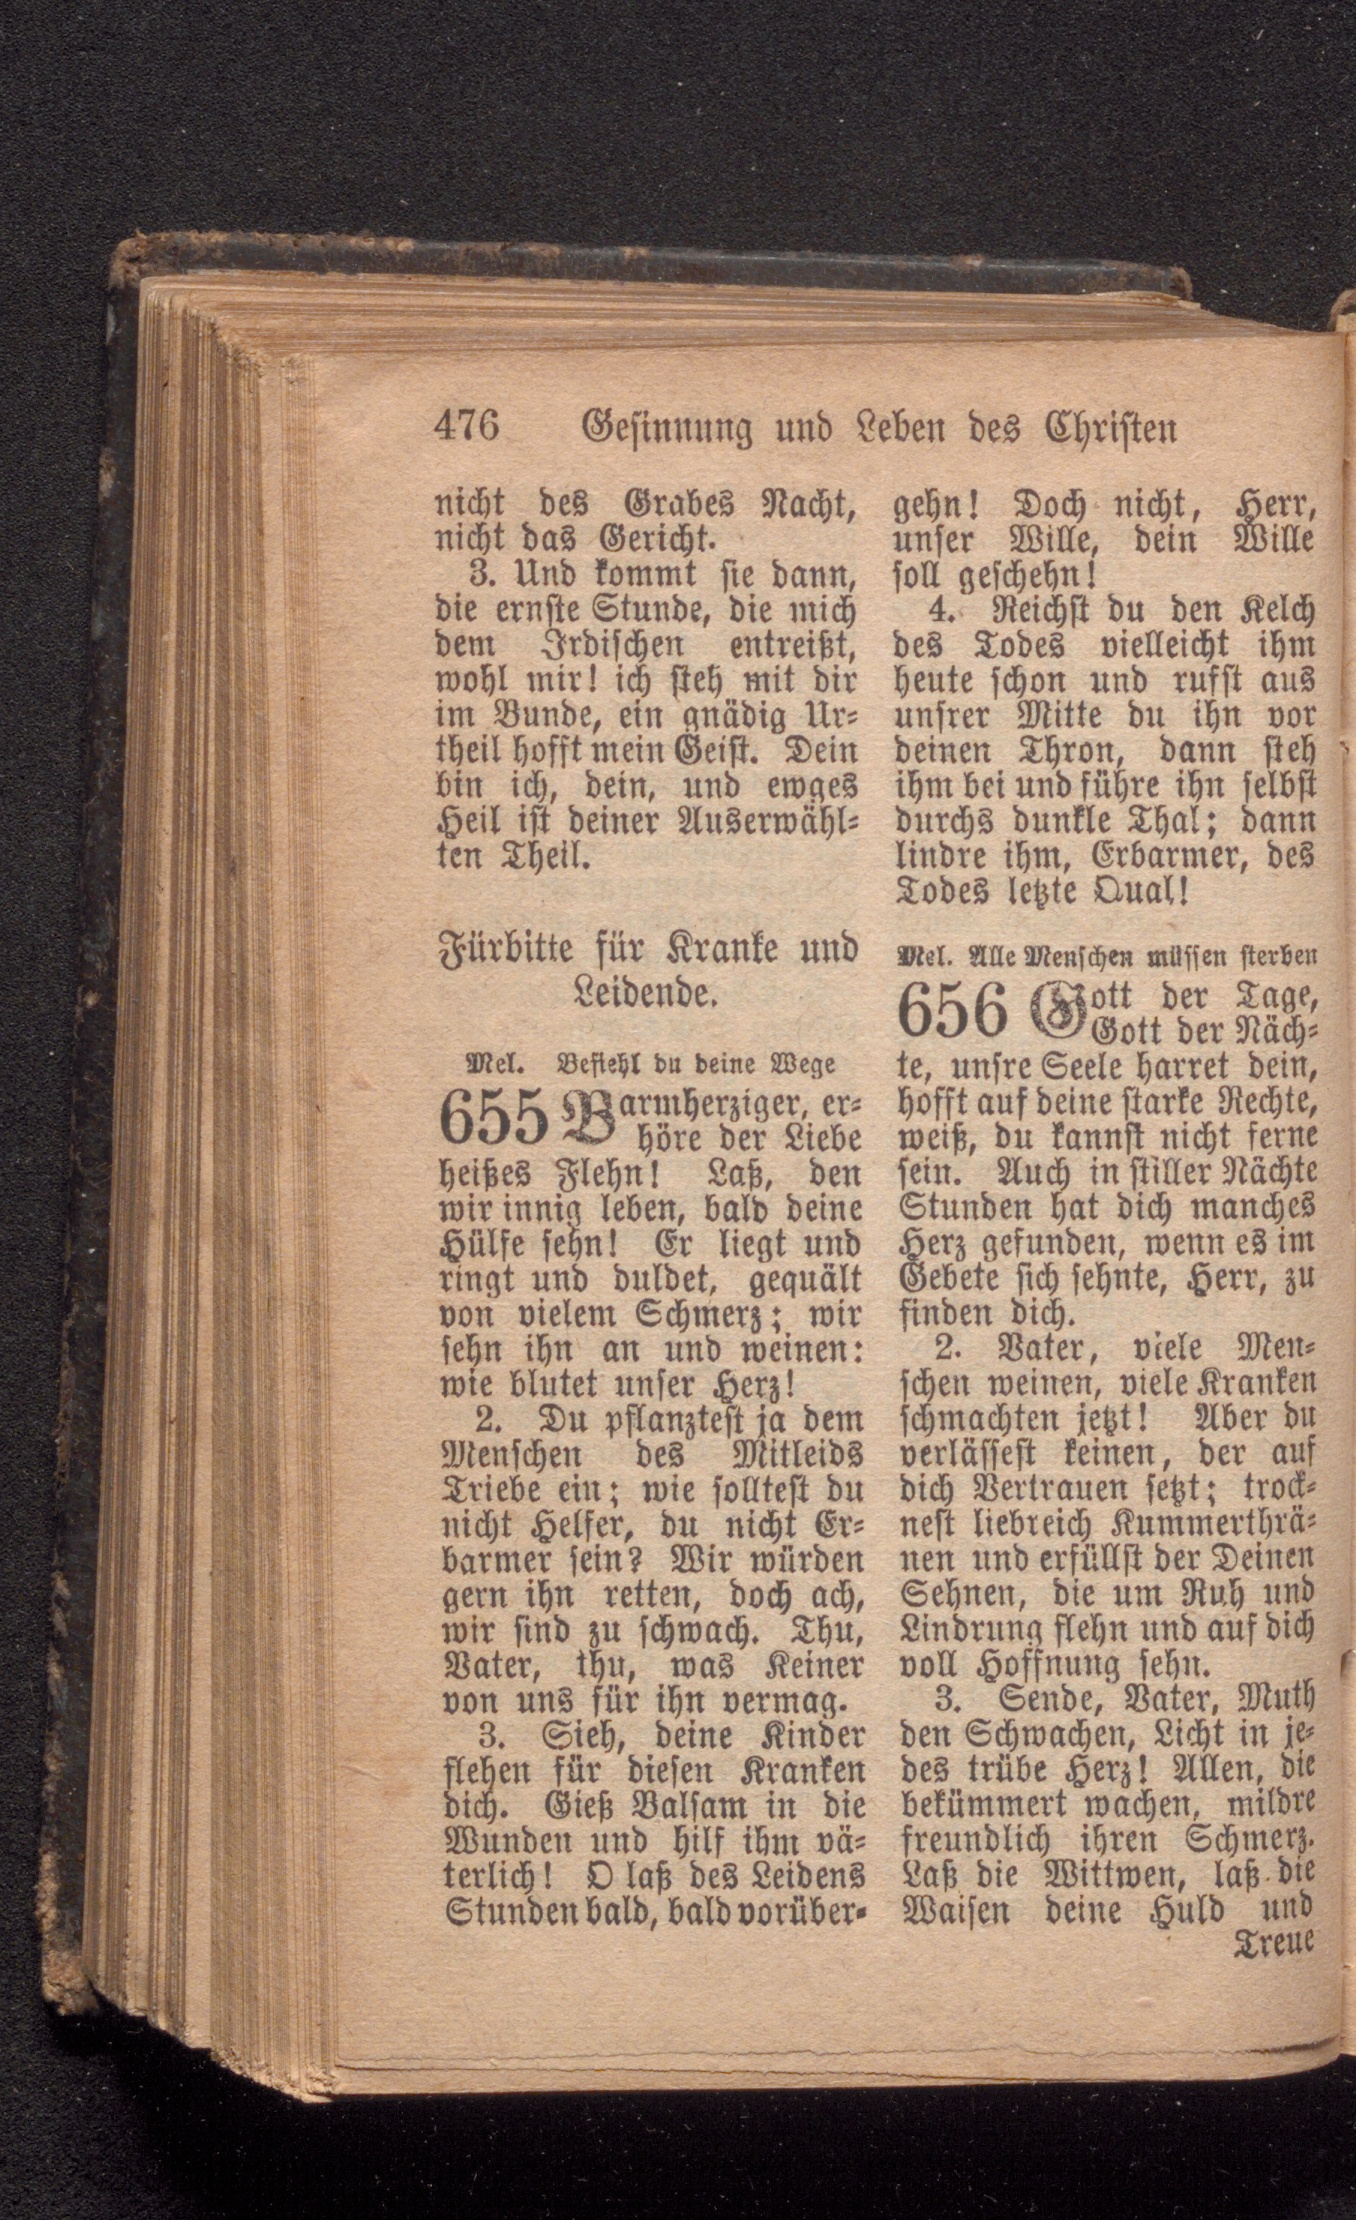 476 Gesinnung und Leben des Christen
nicht des Grabes Nacht,
nicht das Gericht.
3. Und kommt sie dann,
die ernste Stunde, die mich
dem Irdischen entreißt,
wohl mir! ich steh mit dir
im Bunde, ein gnädig Ur-
theil hofft mein Geist. Dein
bin ich, dein, und ewges
Heil ist deiner Auserwähl-
ten Theil.
Fürbitte für Kranke und
Leidende.
Mel. Befiehl du deine Wege
655 Barmherziger, er-
höre der Liebe
heißes Flehn! Laß, den
wir innig leben, bald deine
Hülfe sehn! Er liegt und
ringt und duldet, gequält
von vielem Schmerz; wir
sehn ihn an und weinen:
wie blutet unser Herz!
2. Du pflanztest ja dem
Menschen des Mitleids
Triebe ein; wie solltest du
nicht Helfer, du nicht Er-
barmer sein? Wir würden
gern ihn retten, doch ach,
wir sind zu schwach. Thu,
Vater, thu, was Keiner
von uns für ihn vermag.
3. Sieh, deine Kinder
flehen für diesen Kranken
dich. Gieß Balsam in die
Wunden und hilf ihm vä-
terlich! O laß des Leidens
Stunden bald, bald vorüber-
gehn! Doch nicht, Herr,
unser Wille, dein Wille
soll geschehn!
4. Reichst du den Kelch
des Todes vielleicht ihm
heute schon und rufst aus
unsrer Mitte du ihn vor
deinen Thron, dann steh
ihm bei und führe ihn selbst
durchs dunkle Thal; dann
lindre ihm, Erbarmer, des
Todes letzte Qual!
Mel. Alle Menschen müssen sterben
656 Gott der Tage,
Gott der Näch-
te, unsre Seele harret dein,
hofft auf deine starke Rechte,
weiß, du kannst nicht ferne
sein. Auch in stiller Nächte
Stunden hat dich manches
Herz gefunden, wenn es im
Gebete sich sehnte, Herr, zu
finden dich.
2. Vater, viele Men-
schen weinen, viele Kranken
schmachten jetzt! Aber du
verlässest keinen, der auf
dich Vertrauen setzt; trock-
nest liebreich Kummerthrä-
nen und erfüllst der Deinen
Sehnen, die um Ruh und
Lindrung flehn und auf dich
voll Hoffnung sehn.
3. Sende, Vater, Muth
den Schwachen, Licht in je-
des trübe Herz! Allen, die
bekümmert wachen, mildre
freundlich ihren Schmerz.
Laß die Wittwen, laß die
Waisen deine Huld und
Treue